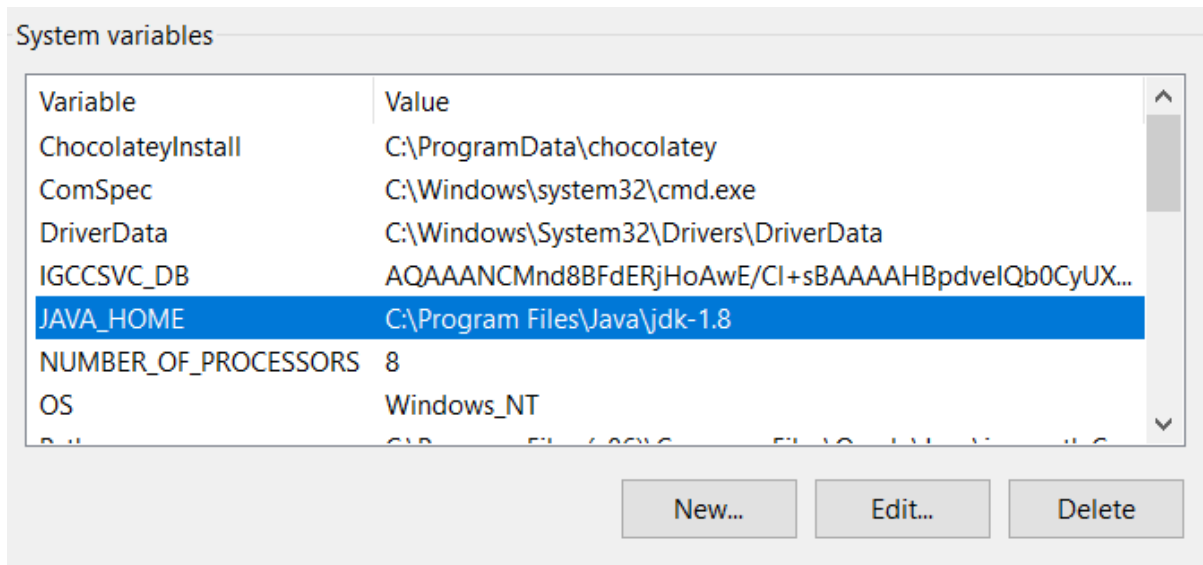 System variables
Variable Value
ChocolateyInstall C:\ProgramData\chocolatey
ComSpec C:\Windows\system32\cmd.exe
DriverData C:\Windows\System32\Drivers\DriverData
IGCCSVC_DB AQAAANCMnd8BFdERjHoAwE/Cl+sBAAAAHBpdvelQb0CyUX...
JAVA_HOME C:\Program Files\Java\jdk-1.8
NUMBER_OF_PROCESSORS 8
OS Windows_NT
New... Edit... Delete